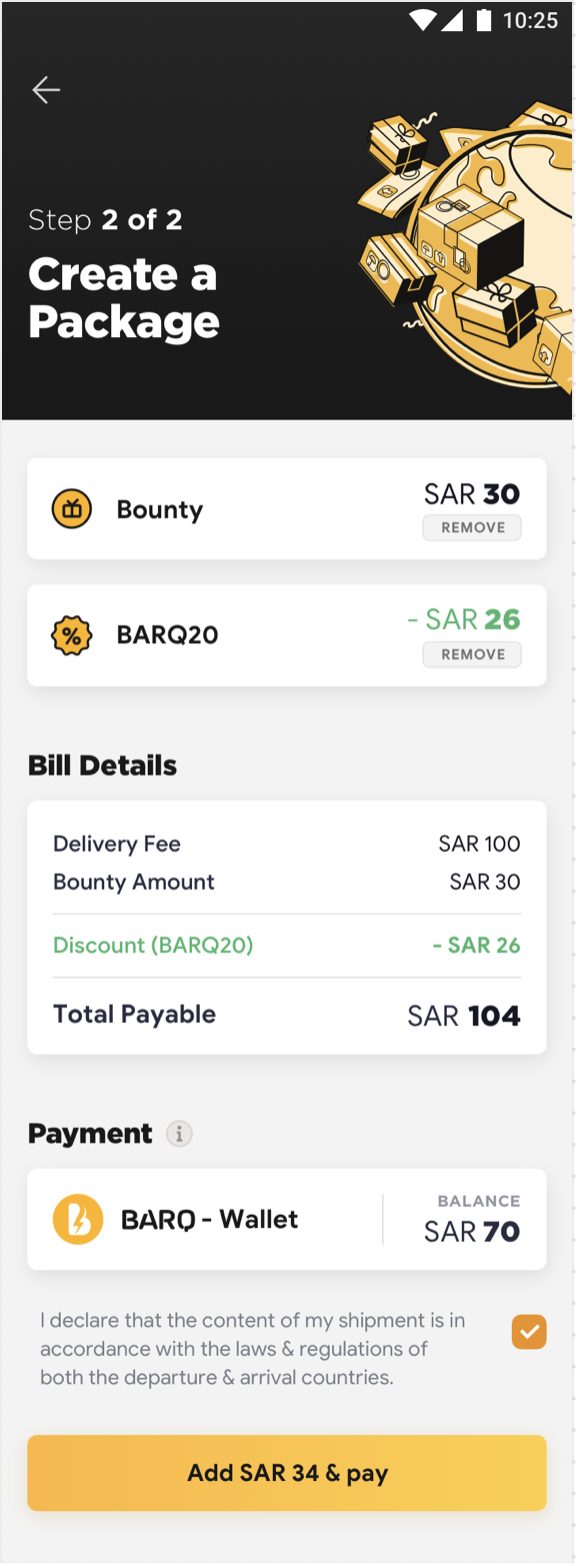 10:25
Step 2 of 2
Create a
Package
Bounty
SAR 30
REMOVE
BARQ20
- SAR 26
REMOVE
Bill Details
Delivery Fee SAR 100
Bounty Amount SAR 30
Discount (BARQ20) - SAR 26
Total Payable SAR 104
Payment
BARQ - Wallet
BALANCE
SAR 70
I declare that the content of my shipment is in
accordance with the laws & regulations of
both the departure & arrival countries.
Add SAR 34 & pay